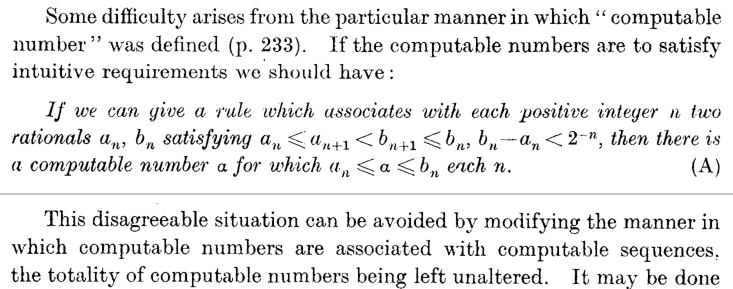 Some difficulty arises from the particular manner in which “ computable
number ” was defined (p. 233). If the computable numbers are to satisfy
intuitive requirements we should have :
If we can give a rule which associates with each positive integer n two
rationals aₙ, bₙ satisfying aₙ ⩽ aₙ₊₁ < bₙ₊₁ ⩽ bₙ, bₙ—aₙ < 2⁻ⁿ, then there is
a computable number α for which aₙ ⩽ α ⩽ bₙ each n. (A)
This disagreeable situation can be avoided by modifying the manner in
which computable numbers are associated with computable sequences,
the totality of computable numbers being left unaltered. It may be done